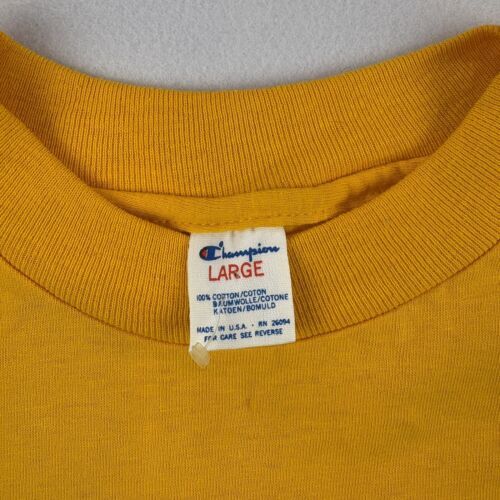 Champion
LARGE
100% COTTON/COTON
BAUMWOLLE/COTONE
KATOEN/BOMULD
MADE IN U.S.A. • RN 26094
FOR CARE SEE REVERSE